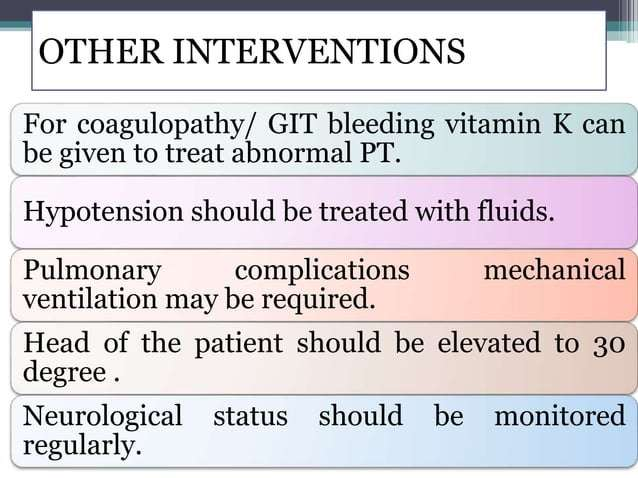 OTHER INTERVENTIONS
For coagulopathy/ GIT bleeding vitamin K can
be given to treat abnormal PT.
Hypotension should be treated with fluids.
Pulmonary complications mechanical
ventilation may be required.
Head of the patient should be elevated to 30
degree .
Neurological status should be monitored
regularly.